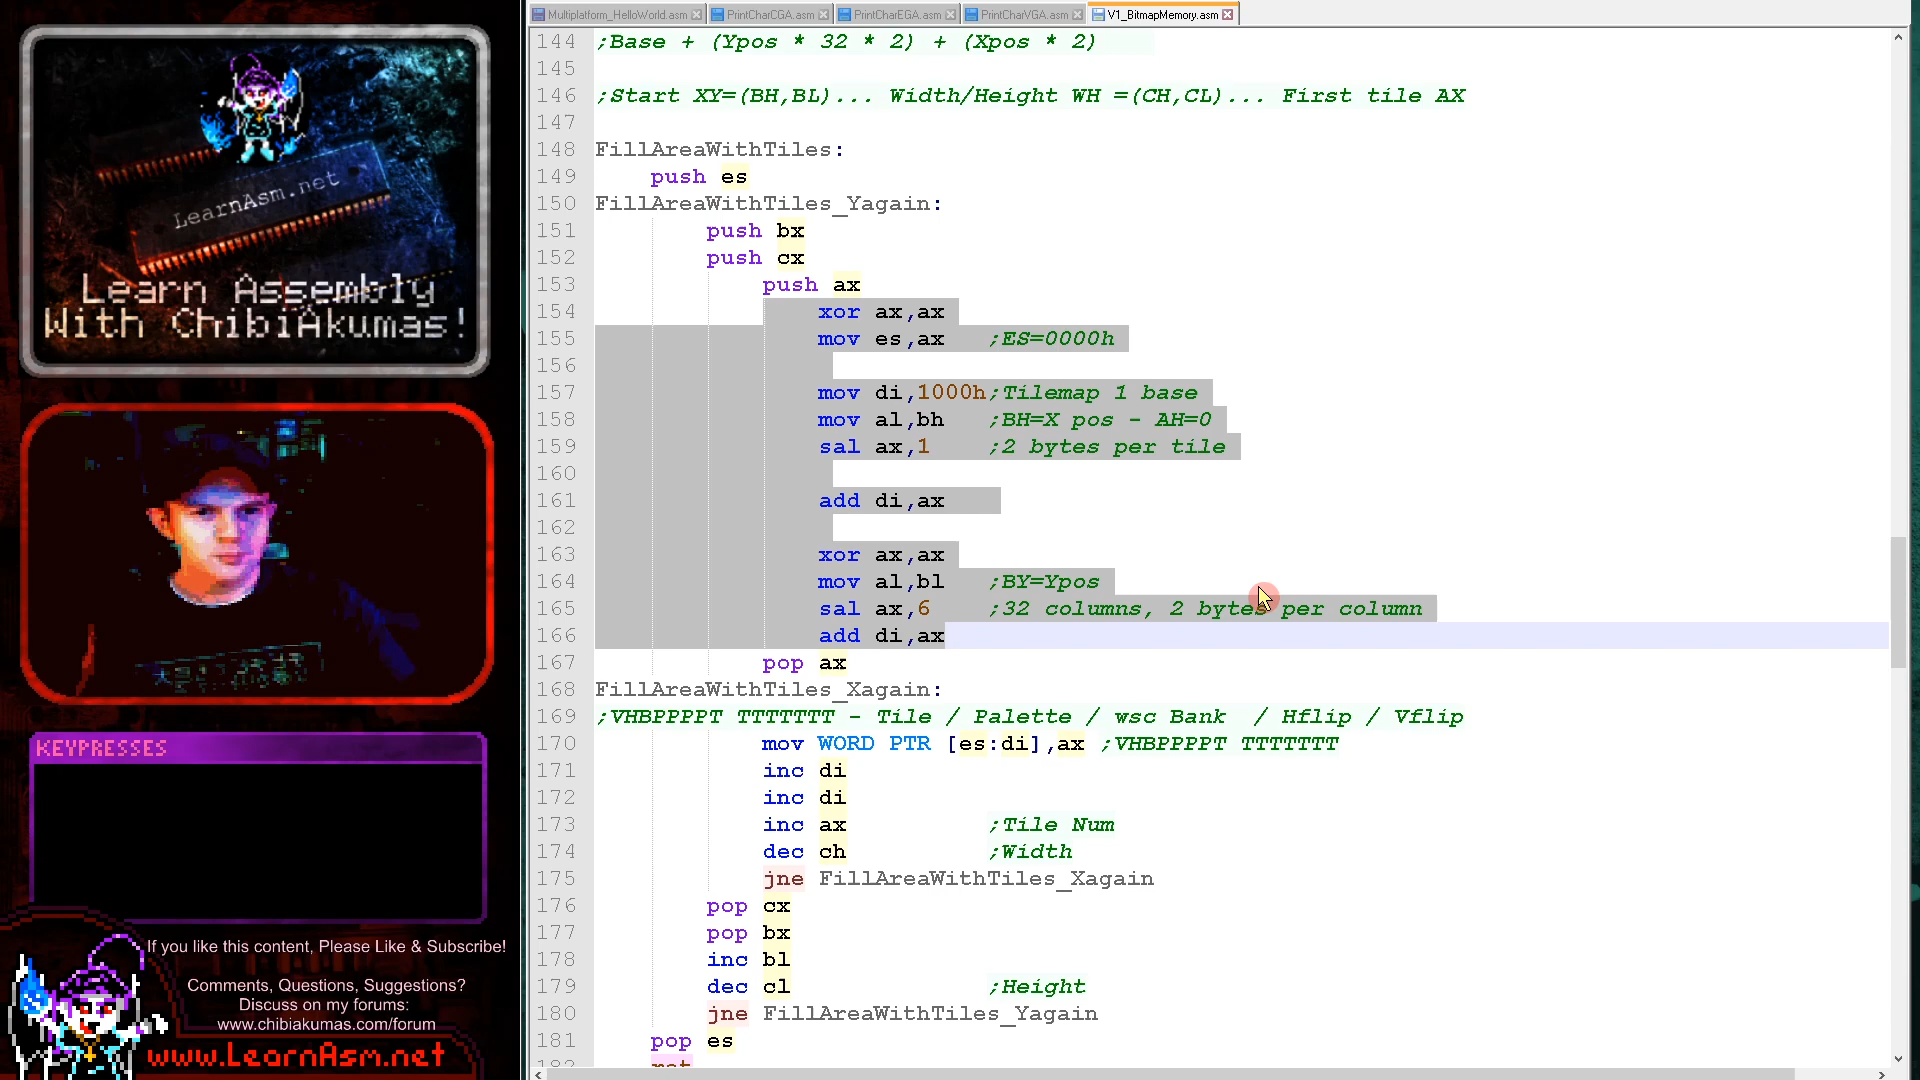 LearnAsm.net
Learn Assembly
With ChibiAkumas!
KEYPRESSES
If you like this content, Please Like & Subscribe!
Comments, Questions, Suggestions?
Discuss on my forums:
www.chibiakumas.com/forum
www.LearnAsm.net
Multiplatform_HelloWorld.asm PrintCharCGA.asm PrintCharEGA.asm PrintCharVGA.asm V1_BitmapMemory.asm
144 ;Base + (Ypos * 32 * 2) + (Xpos * 2)
145
146 ;Start XY=(BH,BL)... Width/Height WH =(CH,CL)... First tile AX
147
148 FillAreaWithTiles:
149 push es
150 FillAreaWithTiles_Yagain:
151 push bx
152 push cx
153 push ax
154 xor ax,ax
155 mov es,ax ;ES=0000h
156
157 mov di,1000h;Tilemap 1 base
158 mov al,bh ;BH=X pos - AH=0
159 sal ax,1 ;2 bytes per tile
160
161 add di,ax
162
163 xor ax,ax
164 mov al,bl ;BY=Ypos
165 sal ax,6 ;32 columns, 2 bytes per column
166 add di,ax
167 pop ax
168 FillAreaWithTiles_Xagain:
169 ;VHBPPPPT TTTTTTTT - Tile / Palette / wsc Bank / Hflip / Vflip
170 mov WORD PTR [es:di],ax ;VHBPPPPT TTTTTTTT
171 inc di
172 inc di
173 inc ax ;Tile Num
174 dec ch ;Width
175 jne FillAreaWithTiles_Xagain
176 pop cx
177 pop bx
178 inc bl
179 dec cl ;Height
180 jne FillAreaWithTiles_Yagain
181 pop es